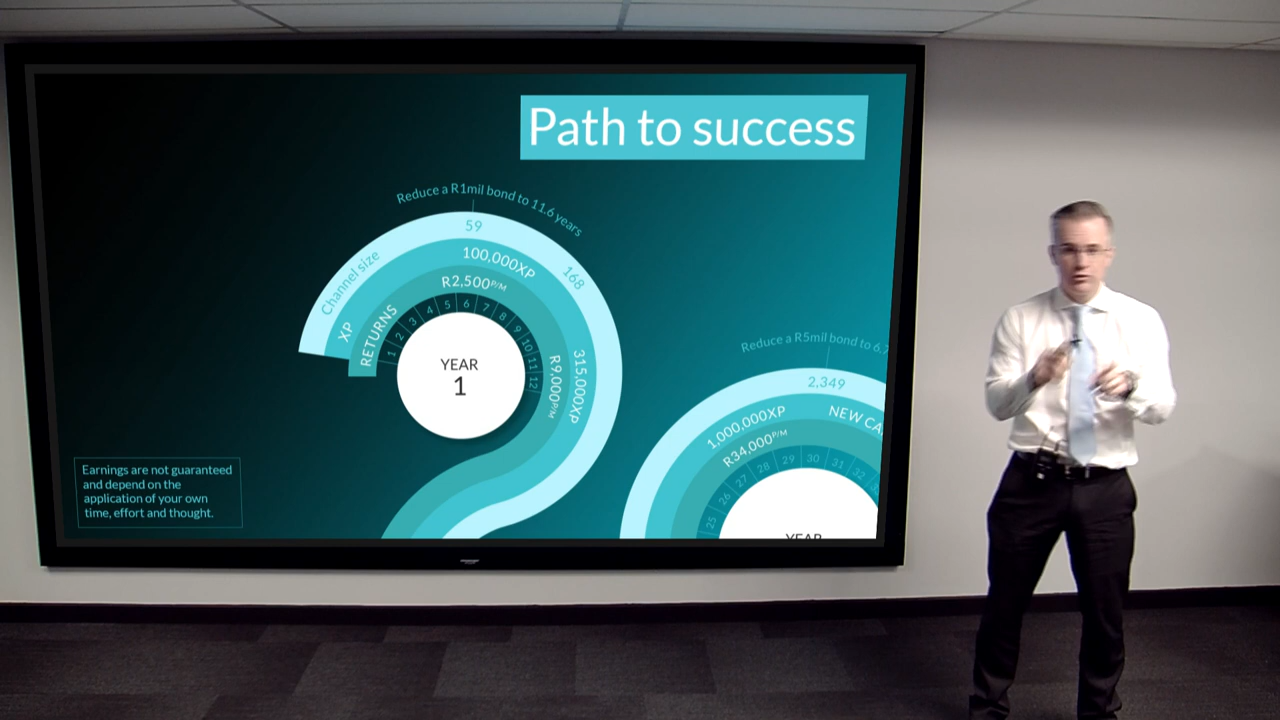 Path to success
Reduce a R1mil bond to 11.6 years
Channel size 59 168
XP 100,000XP 315,000XP
RETURNS R2,500P/M R9,000P/M
1 2 3 4 5 6 7 8 9 10 11 12
YEAR
1
Reduce a R5mil bond to 6.7
2,349
1,000,000XP NEW CA
R34,000P/M
25 26 27 28 29 30 31 32
YEAR
Earnings are not guaranteed
and depend on the
application of your own
time, effort and thought.